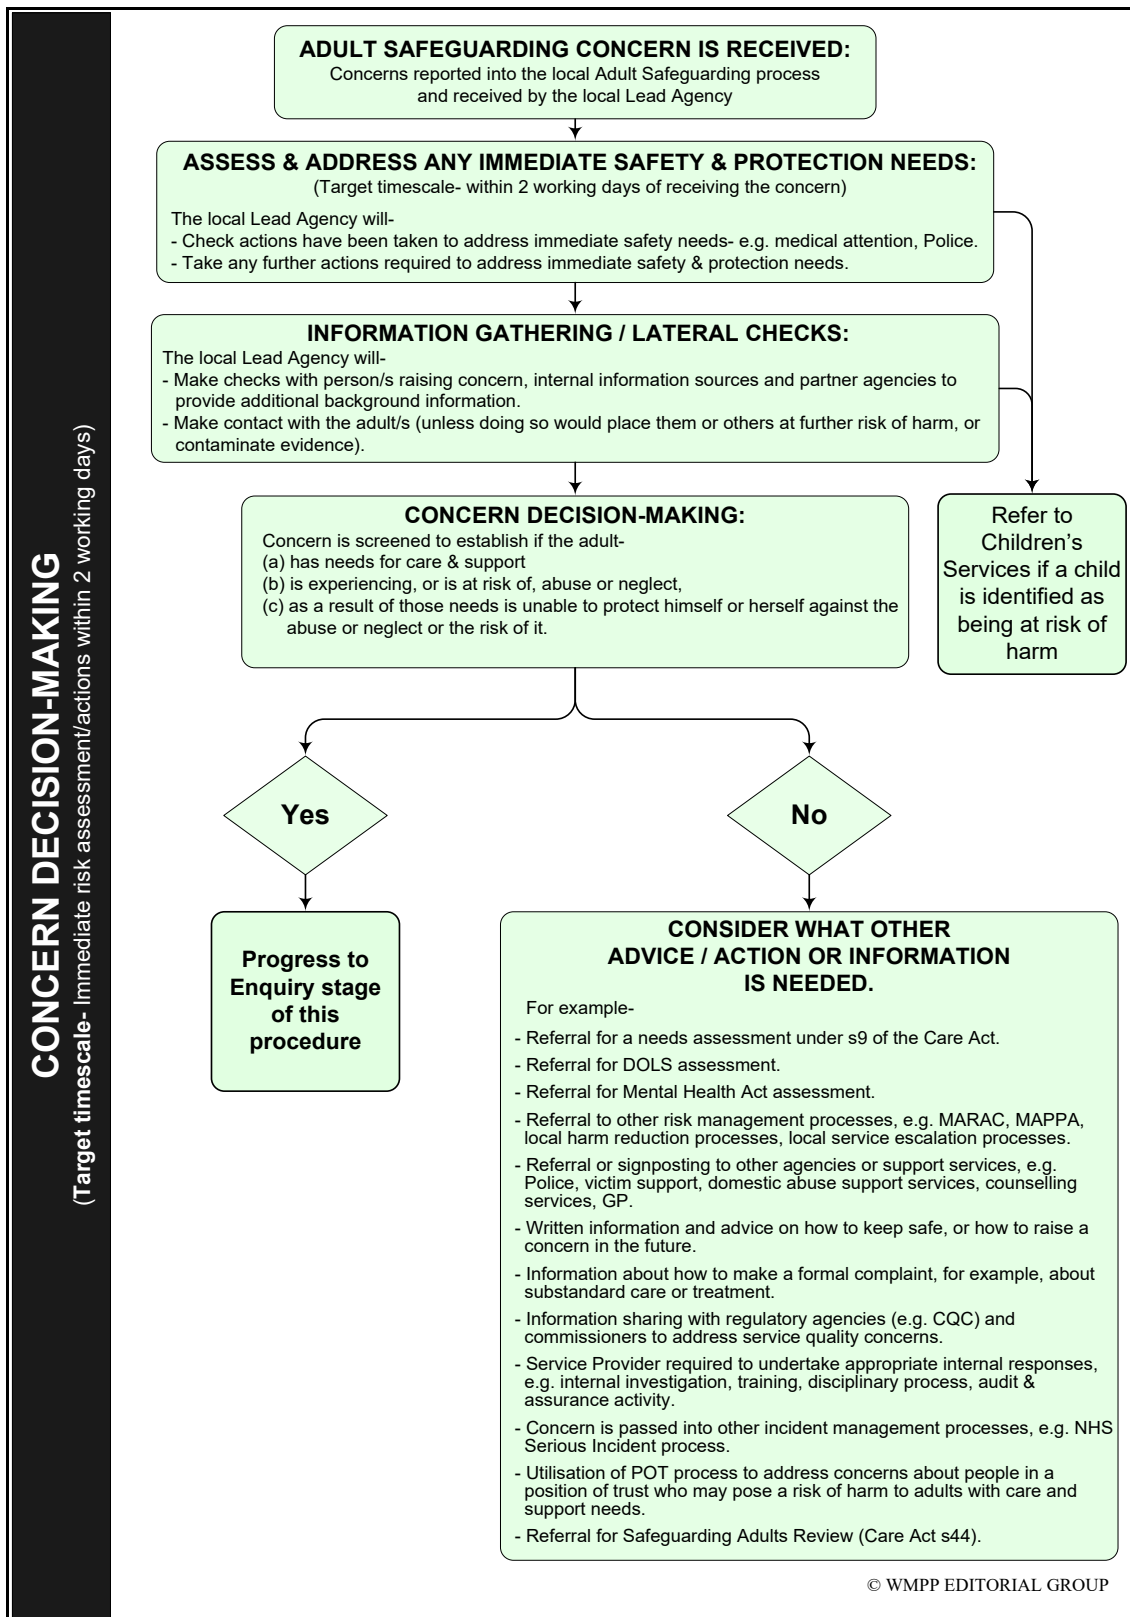 CONCERN DECISION-MAKING
(Target timescale- Immediate risk assessment/actions within 2 working days)
ADULT SAFEGUARDING CONCERN IS RECEIVED:
Concerns reported into the local Adult Safeguarding process
and received by the local Lead Agency
ASSESS & ADDRESS ANY IMMEDIATE SAFETY & PROTECTION NEEDS:
(Target timescale- within 2 working days of receiving the concern)
The local Lead Agency will-
- Check actions have been taken to address immediate safety needs- e.g. medical attention, Police.
- Take any further actions required to address immediate safety & protection needs.
INFORMATION GATHERING / LATERAL CHECKS:
The local Lead Agency will-
- Make checks with person/s raising concern, internal information sources and partner agencies to
provide additional background information.
- Make contact with the adult/s (unless doing so would place them or others at further risk of harm, or
contaminate evidence).
CONCERN DECISION-MAKING:
Concern is screened to establish if the adult-
(a) has needs for care & support
(b) is experiencing, or is at risk of, abuse or neglect,
(c) as a result of those needs is unable to protect himself or herself against the
abuse or neglect or the risk of it.
Refer to
Children's
Services if a child
is identified as
being at risk of
harm
Yes
No
Progress to
Enquiry stage
of this
procedure
CONSIDER WHAT OTHER
ADVICE / ACTION OR INFORMATION
IS NEEDED.
For example-
- Referral for a needs assessment under s9 of the Care Act.
- Referral for DOLS assessment.
- Referral for Mental Health Act assessment.
- Referral to other risk management processes, e.g. MARAC, MAPPA,
local harm reduction processes, local service escalation processes.
- Referral or signposting to other agencies or support services, e.g.
Police, victim support, domestic abuse support services, counselling
services, GP.
- Written information and advice on how to keep safe, or how to raise a
concern in the future.
- Information about how to make a formal complaint, for example, about
substandard care or treatment.
- Information sharing with regulatory agencies (e.g. CQC) and
commissioners to address service quality concerns.
- Service Provider required to undertake appropriate internal responses,
e.g. internal investigation, training, disciplinary process, audit &
assurance activity.
- Concern is passed into other incident management processes, e.g. NHS
Serious Incident process.
- Utilisation of POT process to address concerns about people in a
position of trust who may pose a risk of harm to adults with care and
support needs.
- Referral for Safeguarding Adults Review (Care Act s44).
© WMPP EDITORIAL GROUP